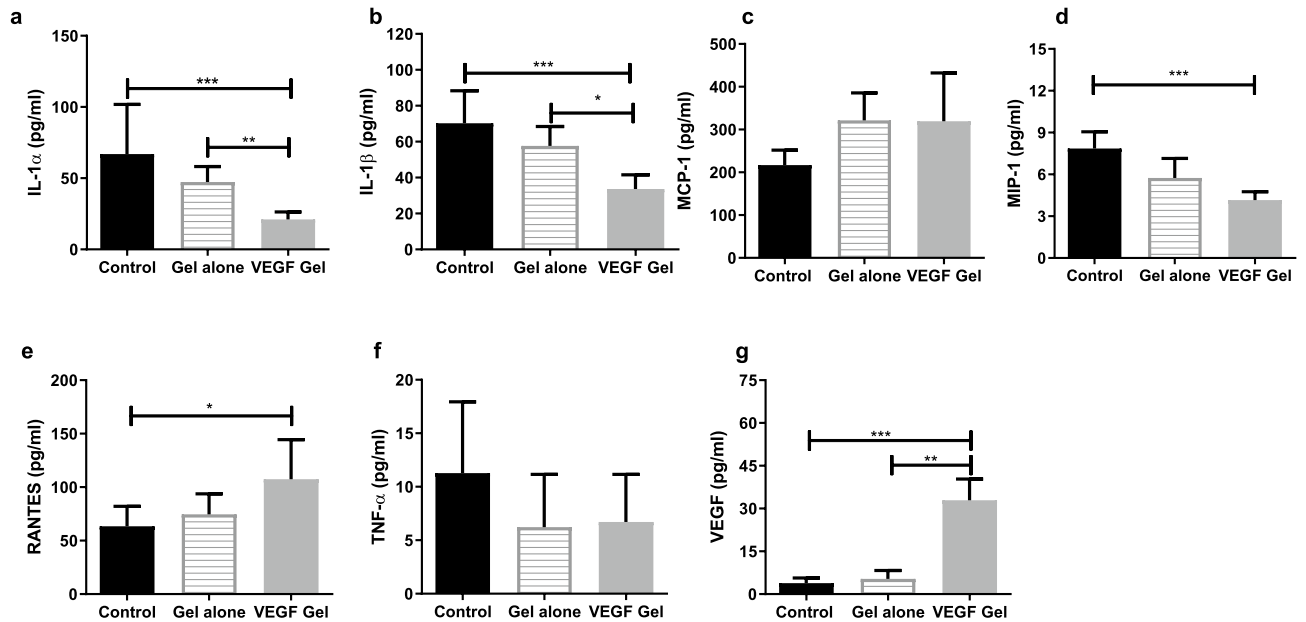 a
IL-1α (pg/ml)
150
100
50
0
***
**
Control Gel alone VEGF Gel
b
IL-1β (pg/ml)
120
100
80
60
40
20
0
***
*
Control Gel alone VEGF Gel
c
MCP-1 (pg/ml)
500
400
300
200
100
0
Control Gel alone VEGF Gel
d
MIP-1 (pg/ml)
15
12
9
6
3
0
***
Control Gel alone VEGF Gel
e
RANTES (pg/ml)
200
150
100
50
0
*
Control Gel alone VEGF Gel
f
TNF-α (pg/ml)
20
15
10
5
0
Control Gel alone VEGF Gel
g
VEGF (pg/ml)
75
60
45
30
15
0
***
**
Control Gel alone VEGF Gel